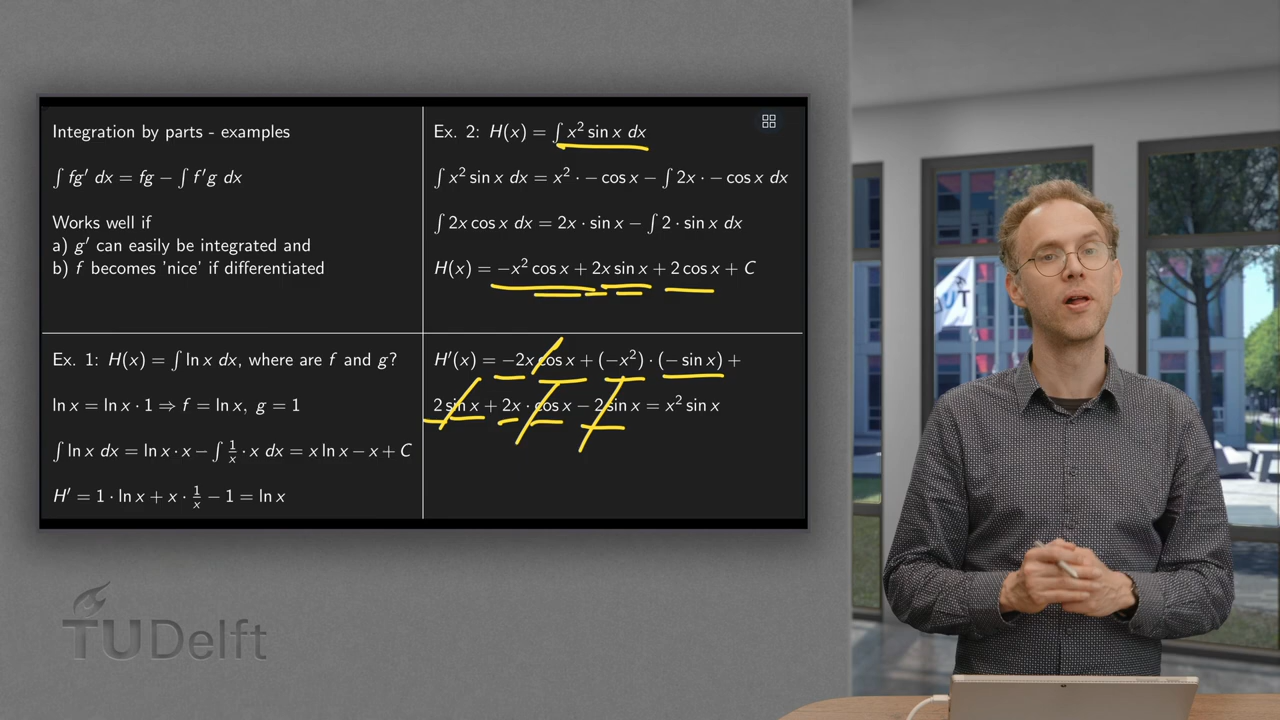 Integration by parts - examples
∫ fg′ dx = fg − ∫ f′g dx
Works well if
a) g′ can easily be integrated and
b) f becomes 'nice' if differentiated
Ex. 2: H(x) = ∫ x² sin x dx
∫ x² sin x dx = x² · − cos x − ∫ 2x · − cos x dx
∫ 2x cos x dx = 2x · sin x − ∫ 2 · sin x dx
H(x) = −x² cos x + 2x sin x + 2 cos x + C
Ex. 1: H(x) = ∫ ln x dx, where are f and g?
ln x = ln x · 1 ⇒ f = ln x, g = 1
∫ ln x dx = ln x · x − ∫ 1/x · x dx = x ln x − x + C
H′ = 1 · ln x + x · 1/x − 1 = ln x
H′(x) = −2x cos x + (−x²) · (− sin x) +
2 sin x + 2x · cos x − 2 sin x = x² sin x
TUDelft